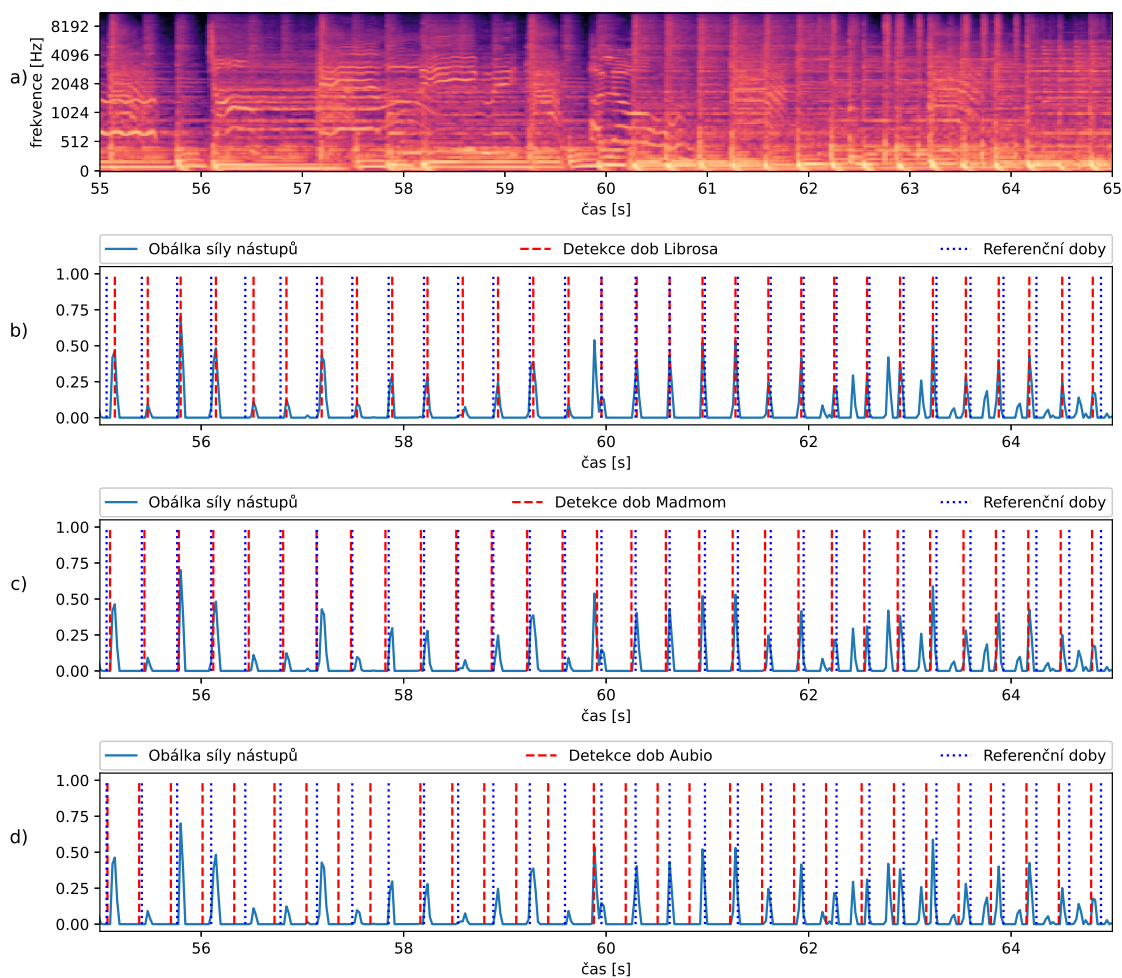 a)
frekvence [Hz]
8192
4096
2048
1024
512
0
55 56 57 58 59 60 61 62 63 64 65
čas [s]
Obálka síly nástupů Detekce dob Librosa Referenční doby
b)
1.00
0.75
0.50
0.25
0.00
56 58 60 62 64
čas [s]
Obálka síly nástupů Detekce dob Madmom Referenční doby
c)
1.00
0.75
0.50
0.25
0.00
56 58 60 62 64
čas [s]
Obálka síly nástupů Detekce dob Aubio Referenční doby
d)
1.00
0.75
0.50
0.25
0.00
56 58 60 62 64
čas [s]